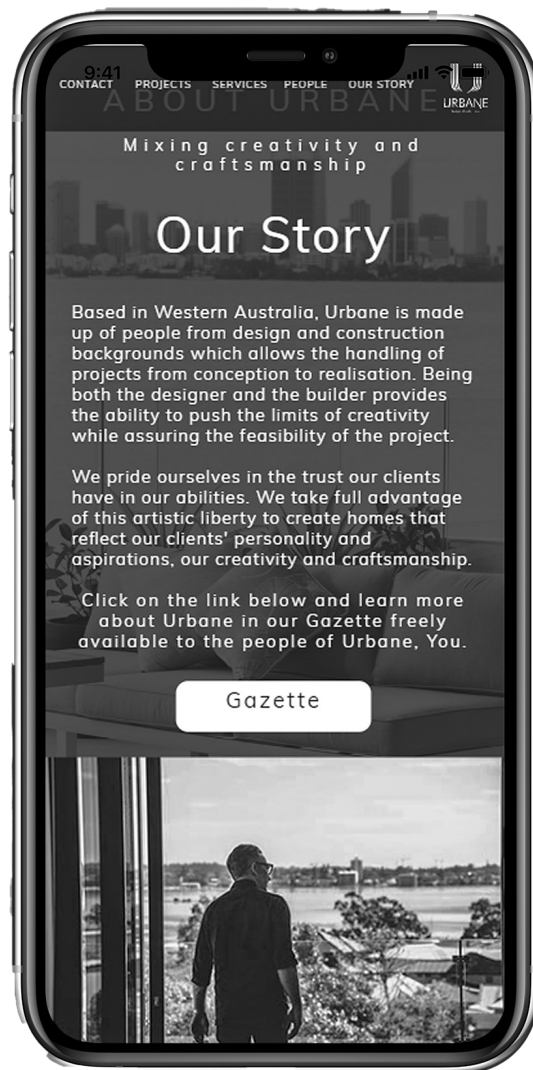 9:41
CONTACT PROJECTS SERVICES PEOPLE OUR STORY
URBANE
ABOUT URBANE
Mixing creativity and
craftsmanship
Our Story
Based in Western Australia, Urbane is made
up of people from design and construction
backgrounds which allows the handling of
projects from conception to realisation. Being
both the designer and the builder provides
the ability to push the limits of creativity
while assuring the feasibility of the project.
We pride ourselves in the trust our clients
have in our abilities. We take full advantage
of this artistic liberty to create homes that
reflect our clients' personality and
aspirations, our creativity and craftsmanship.
Click on the link below and learn more
about Urbane in our Gazette freely
available to the people of Urbane, You.
Gazette